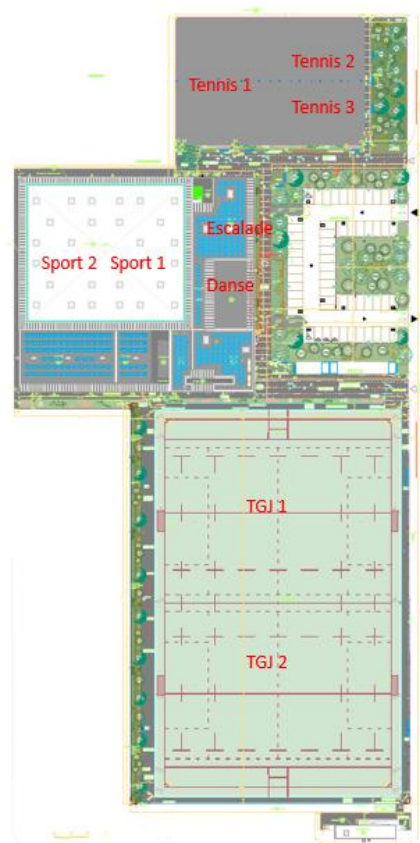 Tennis 2
Tennis 1
Tennis 3
Escalade
Sport 2 Sport 1
Danse
TGJ 1
TGJ 2